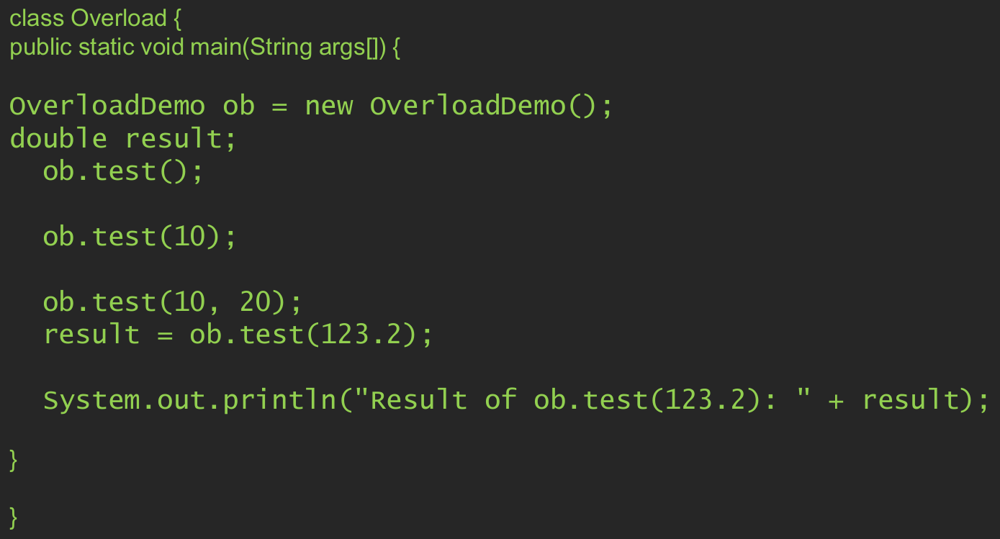 class Overload {
public static void main(String args[]) {
OverloadDemo ob = new OverloadDemo();
double result;
ob.test();
ob.test(10);
ob.test(10, 20);
result = ob.test(123.2);
System.out.println("Result of ob.test(123.2): " + result);
}
}